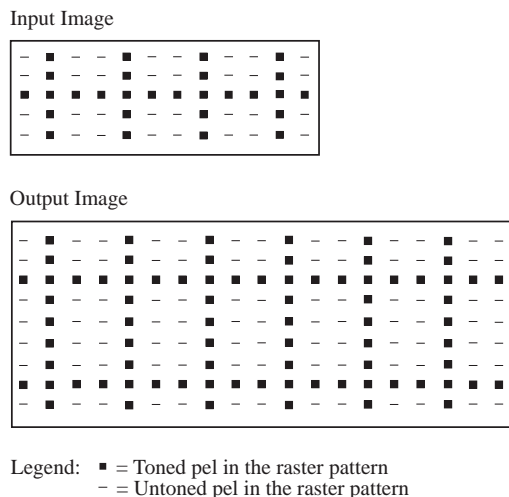 Input Image
Output Image
Legend: ■ = Toned pel in the raster pattern
– = Untoned pel in the raster pattern